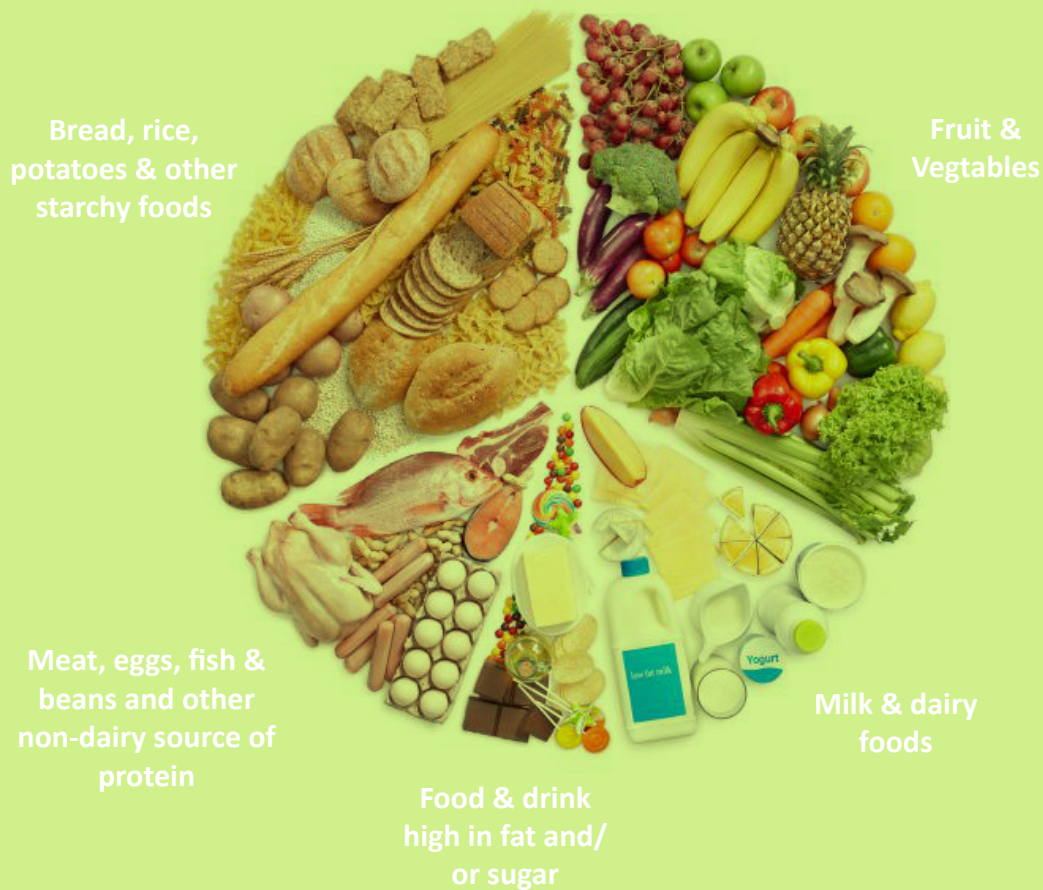 Bread, rice,
potatoes & other
starchy foods
Fruit &
Vegtables
low fat milk
Yogurt
Meat, eggs, fish &
beans and other
non-dairy source of
protein
Milk & dairy
foods
Food & drink
high in fat and/
or sugar